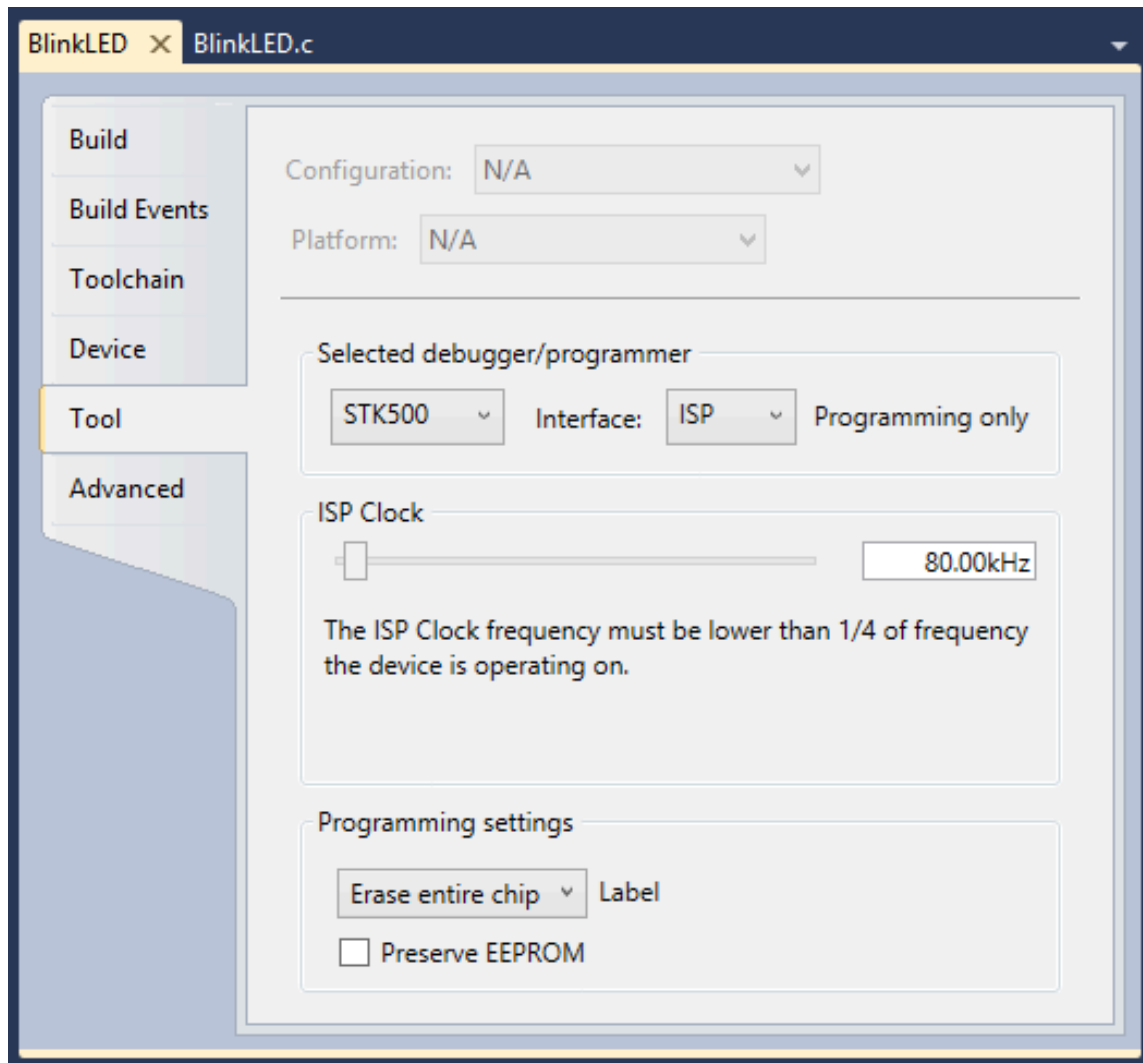 BlinkLED
BlinkLED.c
Build
Build Events
Toolchain
Device
Tool
Advanced
Configuration: N/A
Platform: N/A
Selected debugger/programmer
STK500 Interface: ISP Programming only
ISP Clock
80.00kHz
The ISP Clock frequency must be lower than 1/4 of frequency
the device is operating on.
Programming settings
Erase entire chip Label
Preserve EEPROM